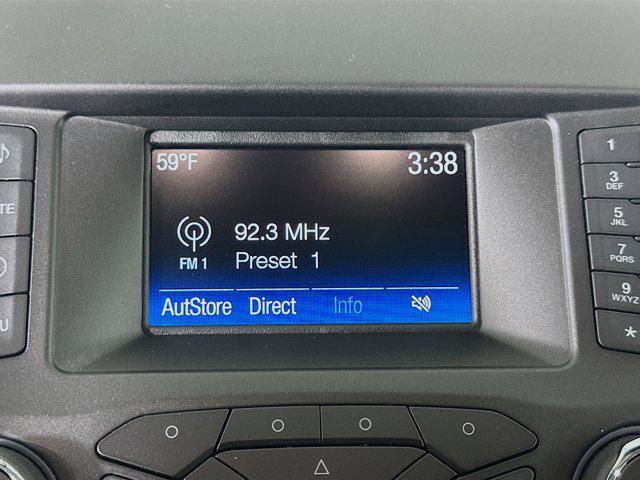 59°F 3:38
92.3 MHz
FM 1 Preset 1
AutStore Direct Info
1
3 DEF
5 JKL
7 PQRS
9 WXYZ
*